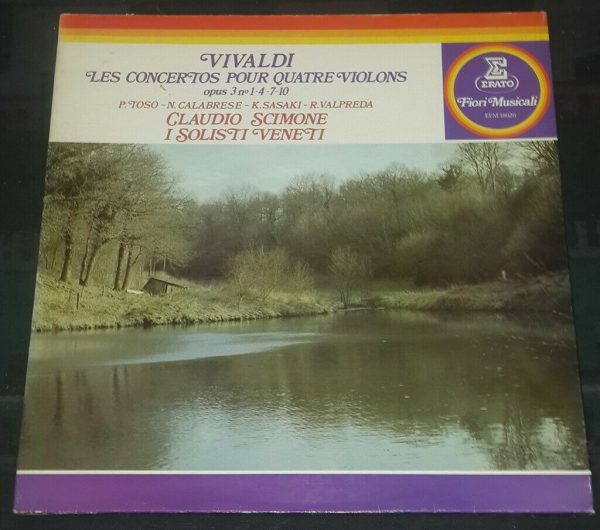 VIVALDI
LES CONCERTOS POUR QUATRE VIOLONS
opus 3 nº 1-4-7-10
P. TOSO - N. CALABRESE - K. SASAKI - R. VALPREDA
CLAUDIO SCIMONE
I SOLISTI VENETI
ERATO
Fiori Musicali
EFM 18020